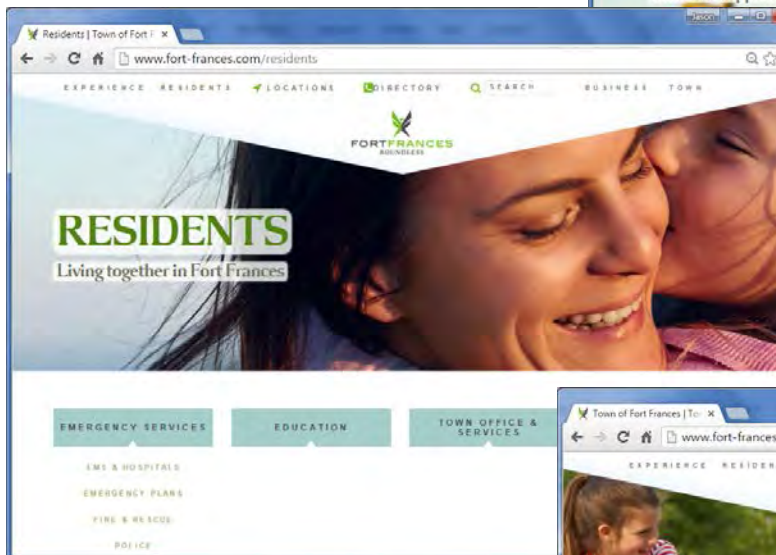 Jason
Residents | Town of Fort F
www.fort-frances.com/residents
EXPERIENCE RESIDENTS LOCATIONS DIRECTORY SEARCH BUSINESS TOWN
FORTFRANCES
BOUNDLESS
RESIDENTS
Living together in Fort Frances
EMERGENCY SERVICES
EDUCATION
TOWN OFFICE &
SERVICES
EMS & HOSPITALS
EMERGENCY PLANS
FIRE & RESCUE
POLICE
Town of Fort Frances | To
www.fort-frances
EXPERIENCE RESIDEN